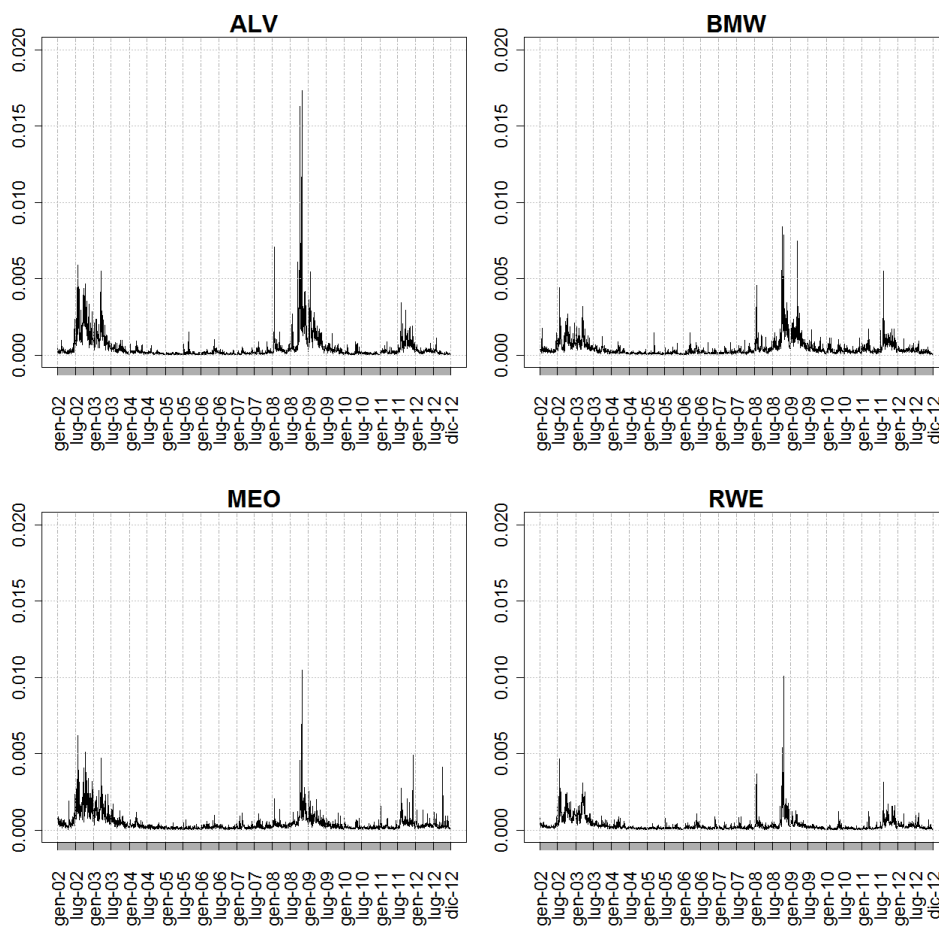 ALV
0.020
0.015
0.010
0.005
0.000
gen-02
lug-02
gen-03
lug-03
gen-04
lug-04
gen-05
lug-05
gen-06
lug-06
gen-07
lug-07
gen-08
lug-08
gen-09
lug-09
gen-10
lug-10
gen-11
lug-11
gen-12
lug-12
dic-12
BMW
0.020
0.015
0.010
0.005
0.000
gen-02
lug-02
gen-03
lug-03
gen-04
lug-04
gen-05
lug-05
gen-06
lug-06
gen-07
lug-07
gen-08
lug-08
gen-09
lug-09
gen-10
lug-10
gen-11
lug-11
gen-12
lug-12
dic-12
MEO
0.020
0.015
0.010
0.005
0.000
gen-02
lug-02
gen-03
lug-03
gen-04
lug-04
gen-05
lug-05
gen-06
lug-06
gen-07
lug-07
gen-08
lug-08
gen-09
lug-09
gen-10
lug-10
gen-11
lug-11
gen-12
lug-12
dic-12
RWE
0.020
0.015
0.010
0.005
0.000
gen-02
lug-02
gen-03
lug-03
gen-04
lug-04
gen-05
lug-05
gen-06
lug-06
gen-07
lug-07
gen-08
lug-08
gen-09
lug-09
gen-10
lug-10
gen-11
lug-11
gen-12
lug-12
dic-12